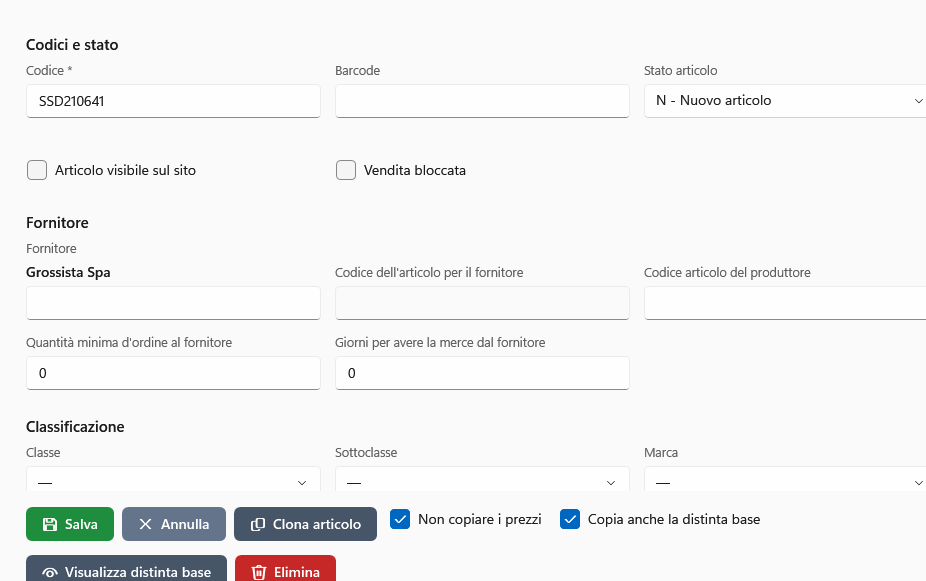 Codici e stato
Codice * Barcode Stato articolo
SSD210641 N - Nuovo articolo
Articolo visibile sul sito Vendita bloccata
Fornitore
Fornitore
Grossista Spa Codice dell'articolo per il fornitore Codice articolo del produttore
Quantità minima d'ordine al fornitore Giorni per avere la merce dal fornitore
0 0
Classificazione
Classe Sottoclasse Marca
— — —
Salva Annulla Clona articolo Non copiare i prezzi Copia anche la distinta base
Visualizza distinta base Elimina